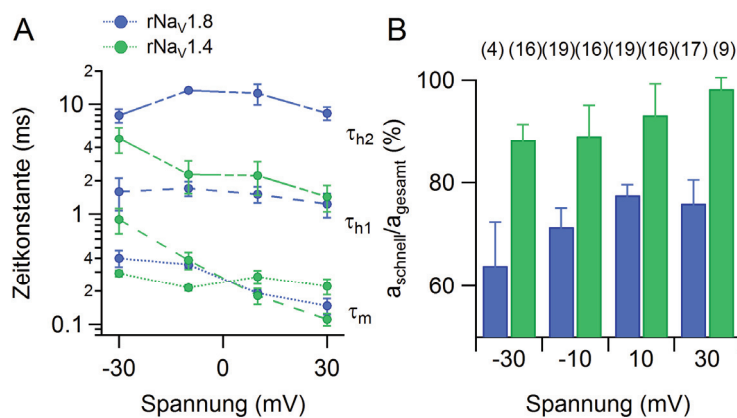 A
rNaV1.8
rNaV1.4
Zeitkonstante (ms)
2
10
4
2
1
4
2
0.1
τh2
τh1
τm
-30
0
30
Spannung (mV)
B
(4) (16)(19)(16)(19)(16)(17) (9)
aschnell/agesamt (%)
100
80
60
-30
-10
10
30
Spannung (mV)